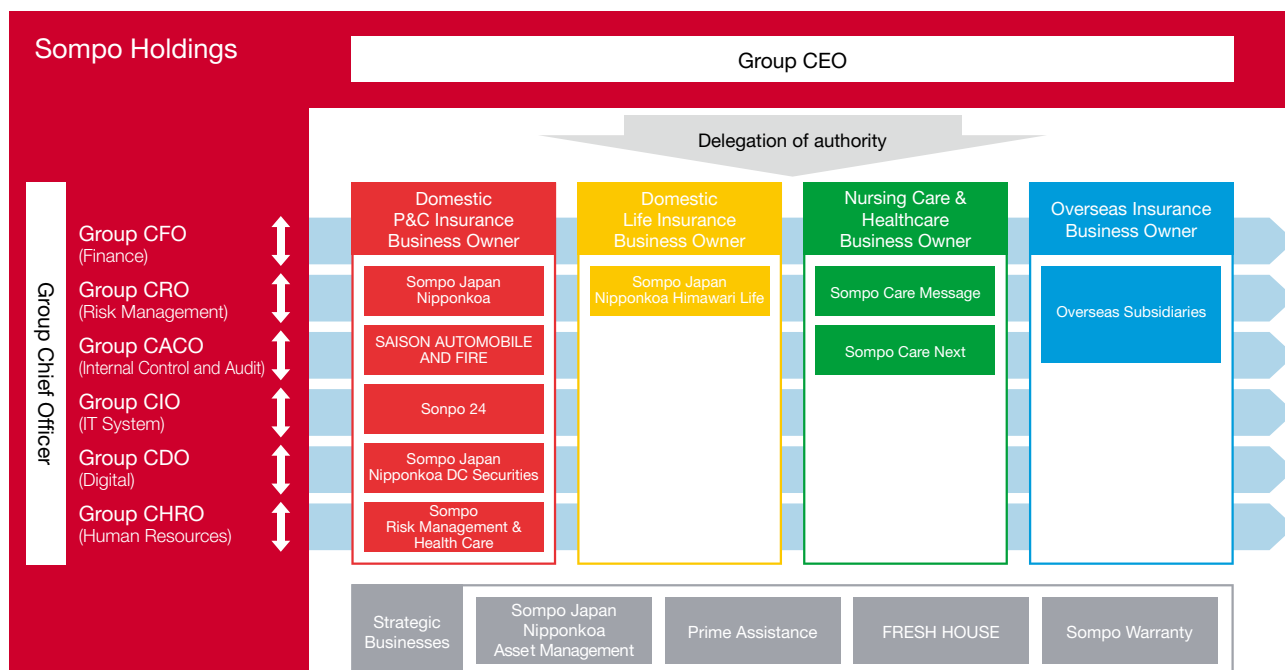 Sompo Holdings
Group CEO
Delegation of authority
Group Chief Officer
Group CFO
(Finance)
Group CRO
(Risk Management)
Group CACO
(Internal Control and Audit)
Group CIO
(IT System)
Group CDO
(Digital)
Group CHRO
(Human Resources)
Domestic
P&C Insurance
Business Owner
Sompo Japan
Nipponkoa
SAISON AUTOMOBILE
AND FIRE
Sonpo 24
Sompo Japan
Nipponkoa DC Securities
Sompo
Risk Management &
Health Care
Domestic
Life Insurance
Business Owner
Sompo Japan
Nipponkoa Himawari Life
Nursing Care &
Healthcare
Business Owner
Sompo Care Message
Sompo Care Next
Overseas Insurance
Business Owner
Overseas Subsidiaries
Strategic
Businesses
Sompo Japan
Nipponkoa
Asset Management
Prime Assistance
FRESH HOUSE
Sompo Warranty